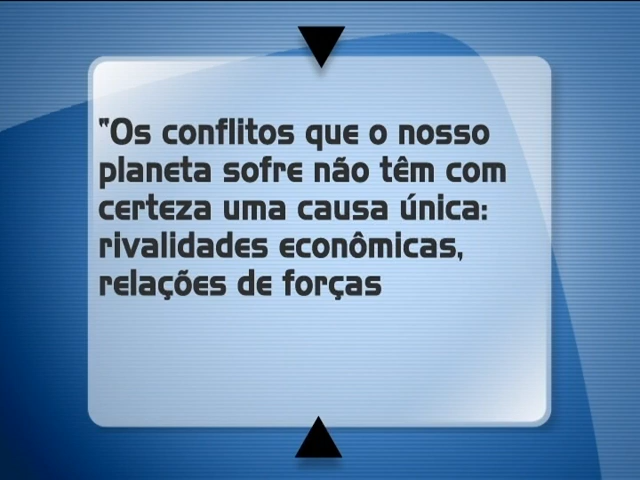 "Os conflitos que o nosso
planeta sofre não têm com
certeza uma causa única:
rivalidades econômicas,
relações de forças